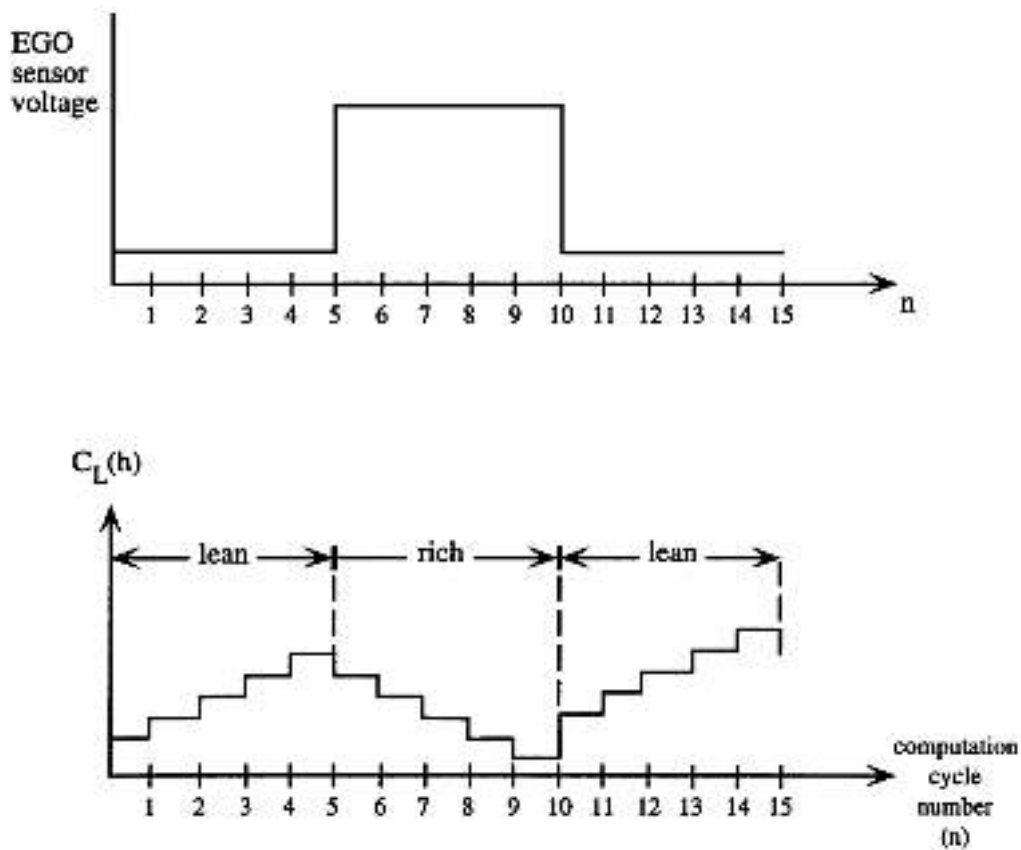 EGO
sensor
voltage
1 2 3 4 5 6 7 8 9 10 11 12 13 14 15
n
C_L(h)
lean rich lean
1 2 3 4 5 6 7 8 9 10 11 12 13 14 15
computation
cycle
number
(n)